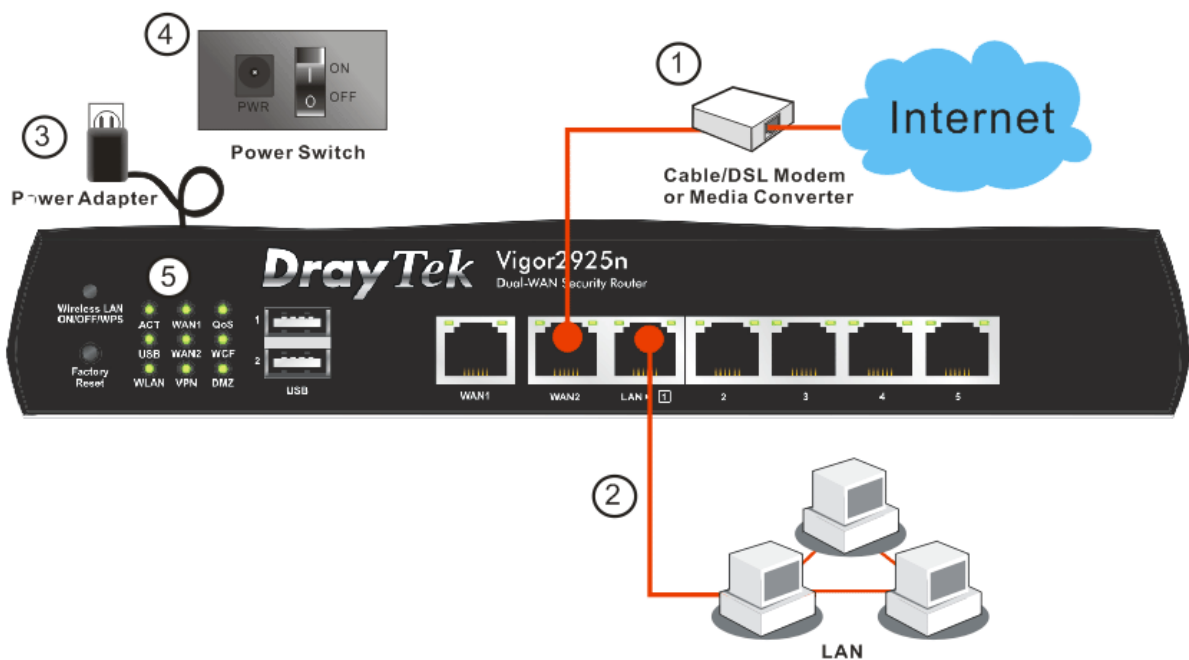 4
ON
PWR
OFF
Power Switch
3
Power Adapter
1
Internet
Cable/DSL Modem
or Media Converter
5
DrayTek
Vigor2925n
Dual-WAN Security Router
Wireless LAN
ON/OFF/WPS
ACT WAN1 QoS
USB WAN2 WCF
WLAN VPN DMZ
Factory
Reset
1
2
USB
WAN1 WAN2 LAN 1 2 3 4 5
2
LAN